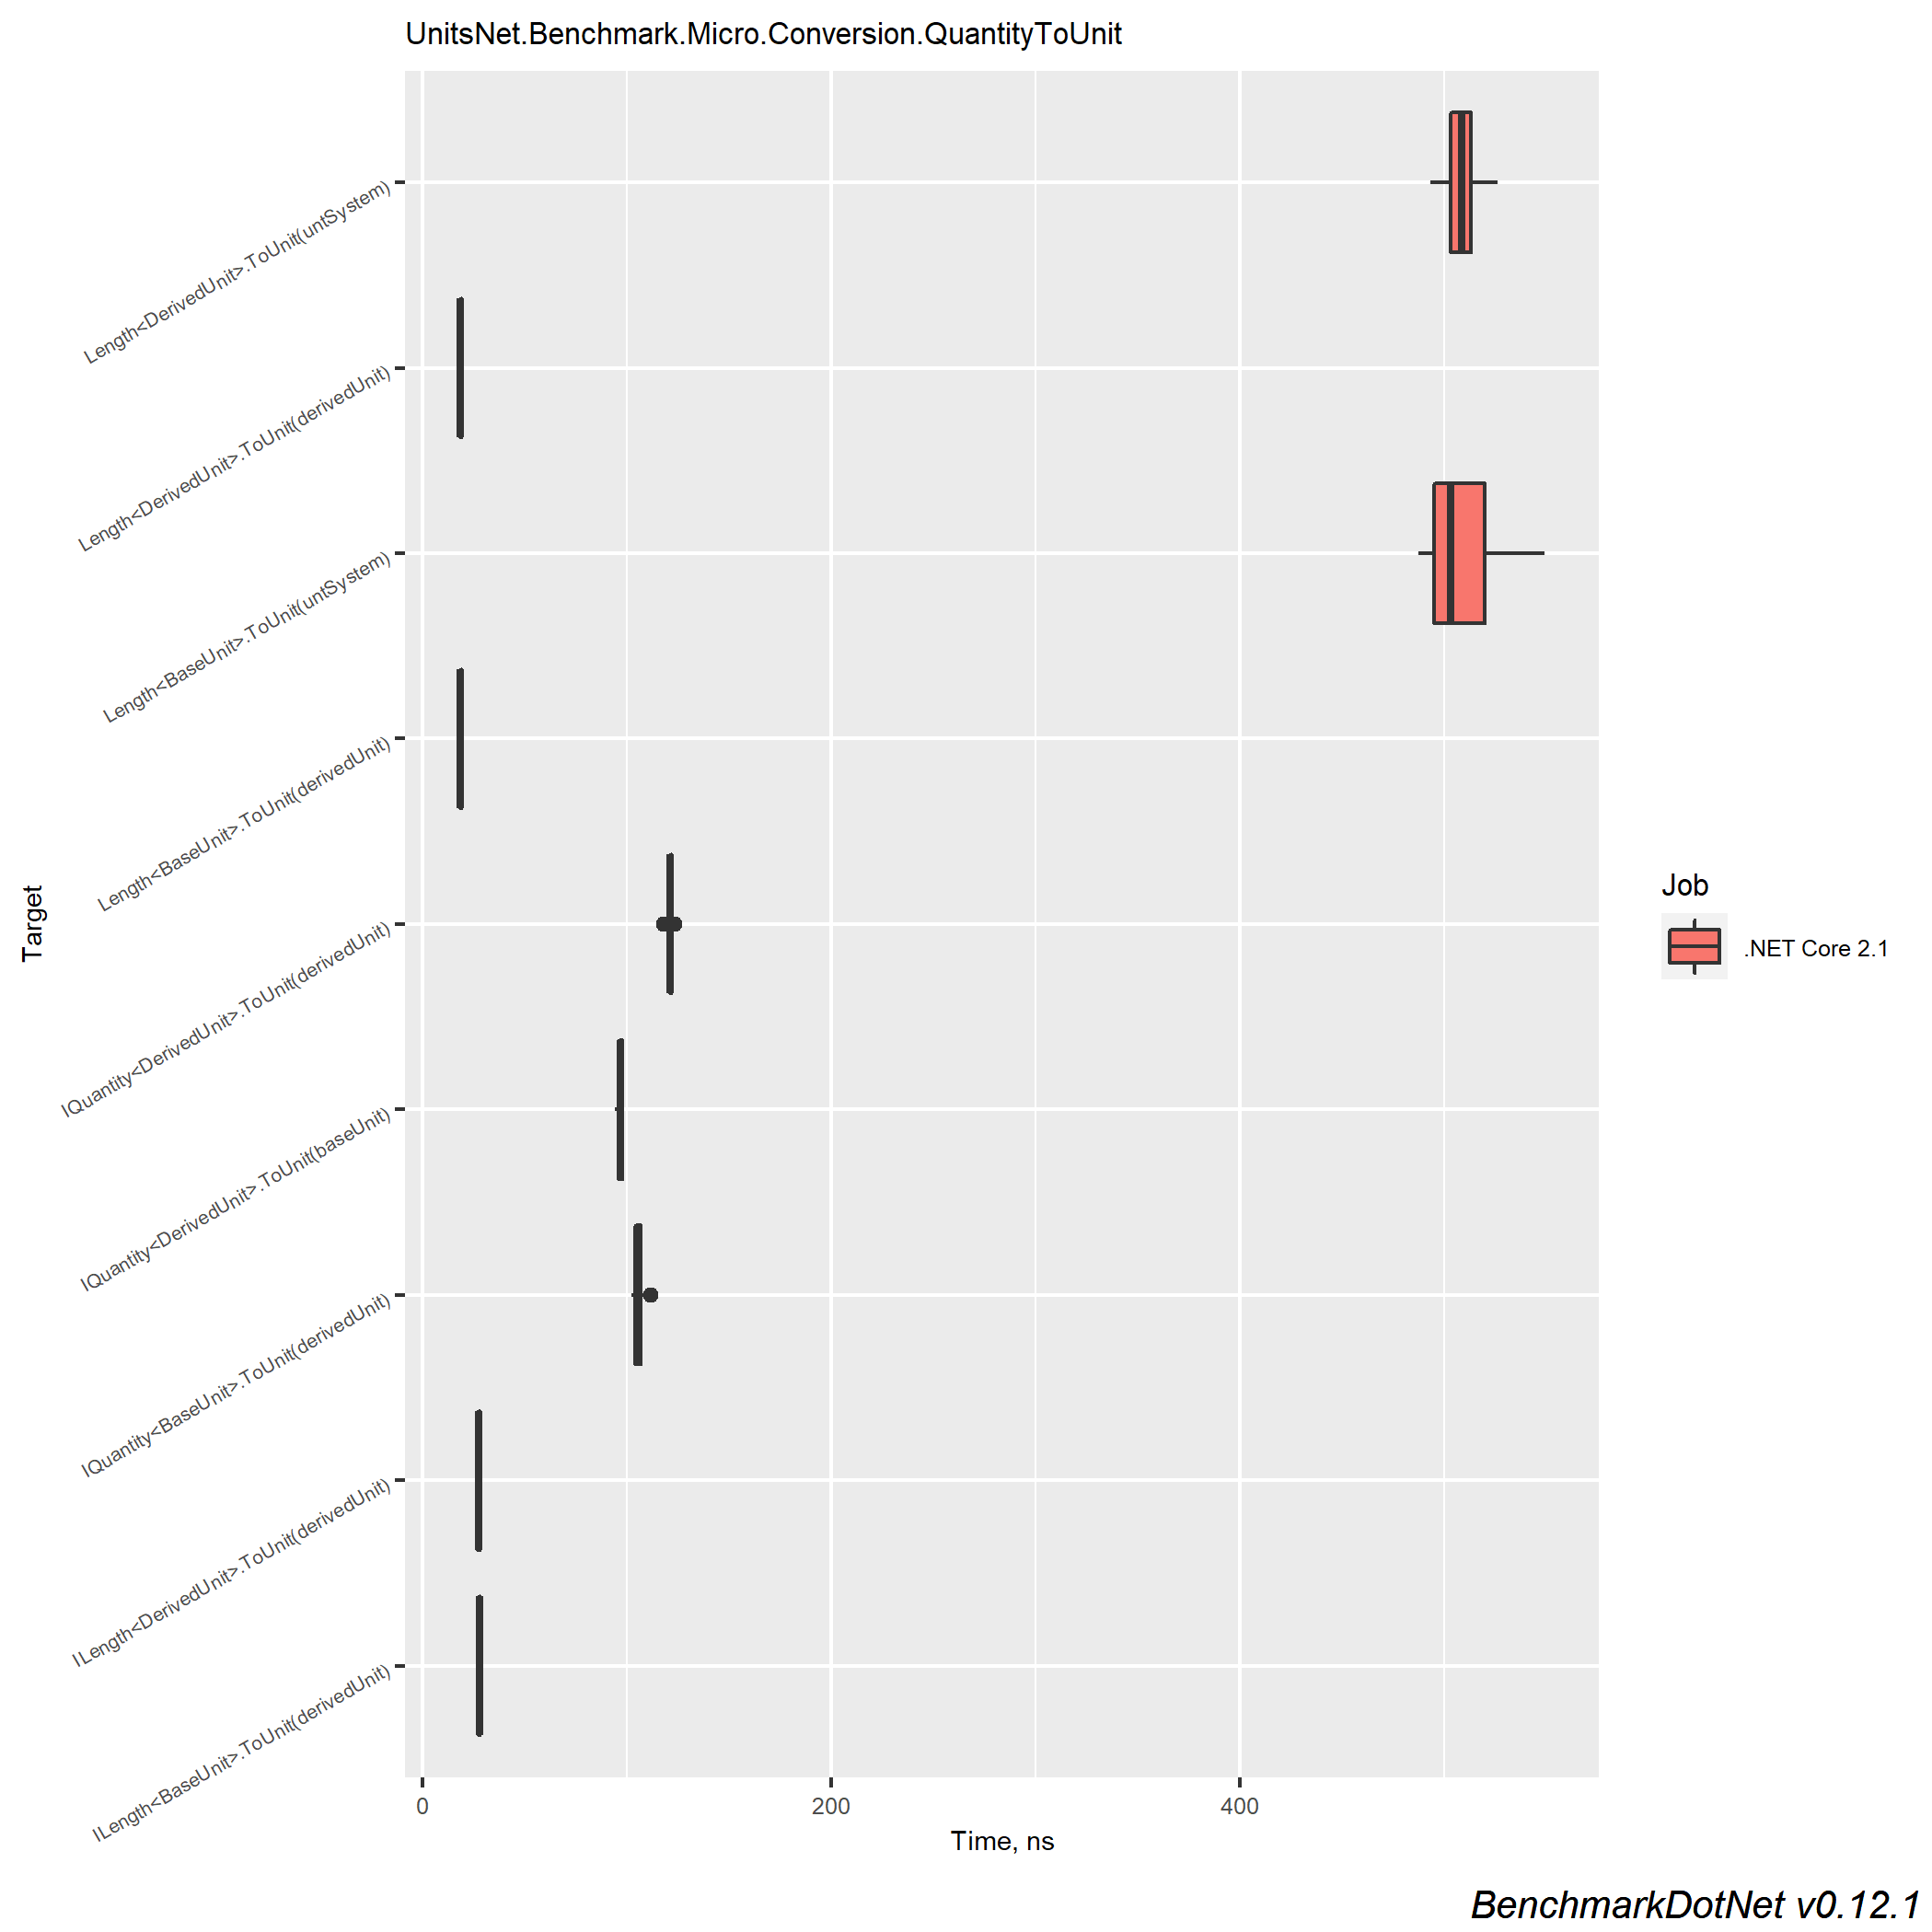 UnitsNet.Benchmark.Micro.Conversion.QuantityToUnit
Length<DerivedUnit>.ToUnit(untSystem)
Length<DerivedUnit>.ToUnit(derivedUnit)
Length<BaseUnit>.ToUnit(untSystem)
Length<BaseUnit>.ToUnit(derivedUnit)
IQuantity<DerivedUnit>.ToUnit(derivedUnit)
IQuantity<DerivedUnit>.ToUnit(baseUnit)
IQuantity<BaseUnit>.ToUnit(derivedUnit)
ILength<DerivedUnit>.ToUnit(derivedUnit)
ILength<BaseUnit>.ToUnit(derivedUnit)
Target
0 200 400
Time, ns
Job
.NET Core 2.1
BenchmarkDotNet v0.12.1